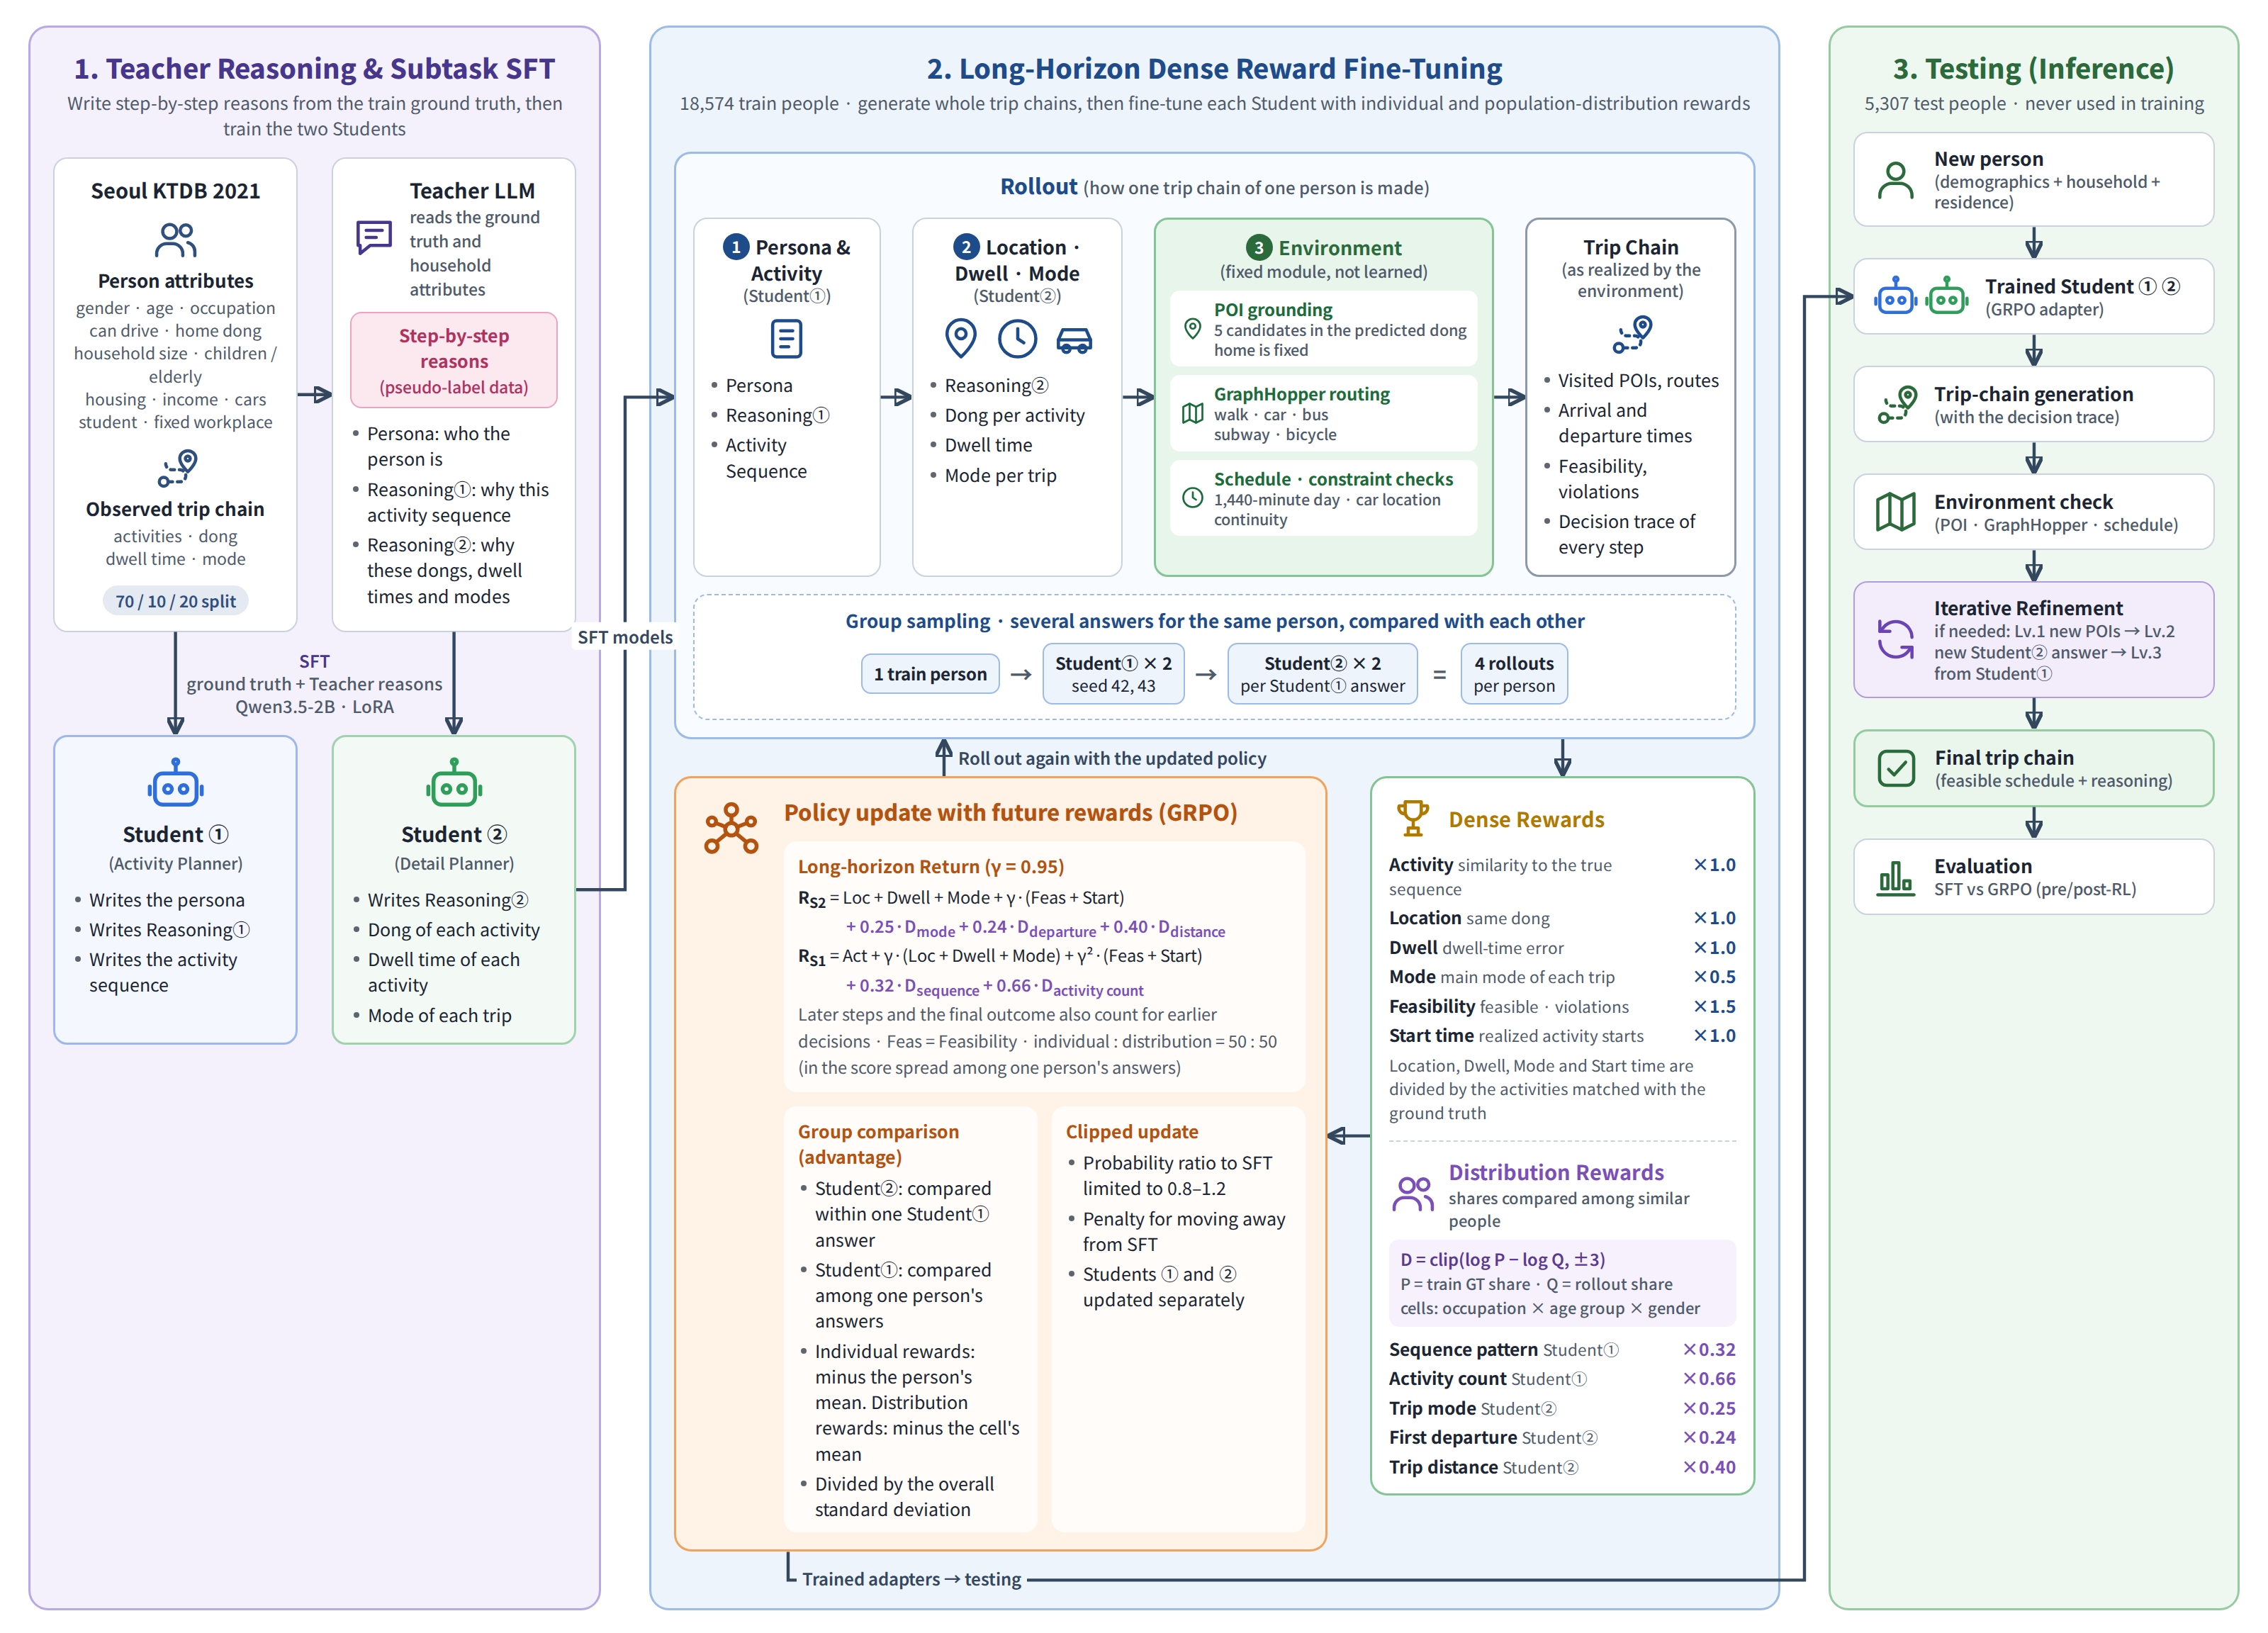 1. Teacher Reasoning & Subtask SFT
Write step-by-step reasons from the train ground truth, then
train the two Students
Seoul KTDB 2021
Person attributes
gender · age · occupation
can drive · home dong
household size · children /
elderly
housing · income · cars
student · fixed workplace
Observed trip chain
activities · dong
dwell time · mode
70 / 10 / 20 split
Teacher LLM
reads the ground
truth and
household
attributes
Step-by-step
reasons
(pseudo-label data)
• Persona: who the
person is
• Reasoning①: why this
activity sequence
• Reasoning②: why
these dongs, dwell
times and modes
SFT
ground truth + Teacher reasons
Qwen3.5-2B · LoRA
Student ①
(Activity Planner)
• Writes the persona
• Writes Reasoning①
• Writes the activity
sequence
Student ②
(Detail Planner)
• Writes Reasoning②
• Dong of each activity
• Dwell time of each
activity
• Mode of each trip
SFT models
2. Long-Horizon Dense Reward Fine-Tuning
18,574 train people · generate whole trip chains, then fine-tune each Student with individual and population-distribution rewards
Rollout (how one trip chain of one person is made)
1 Persona &
Activity
(Student①)
• Persona
• Reasoning①
• Activity
Sequence
2 Location ·
Dwell · Mode
(Student②)
• Reasoning②
• Dong per activity
• Dwell time
• Mode per trip
3 Environment
(fixed module, not learned)
POI grounding
5 candidates in the predicted dong
home is fixed
GraphHopper routing
walk · car · bus
subway · bicycle
Schedule · constraint checks
1,440-minute day · car location
continuity
Trip Chain
(as realized by the
environment)
• Visited POIs, routes
• Arrival and
departure times
• Feasibility,
violations
• Decision trace of
every step
Group sampling · several answers for the same person, compared with each other
1 train person
→
Student① × 2
seed 42, 43
→
Student② × 2
per Student① answer
=
4 rollouts
per person
Roll out again with the updated policy
Policy update with future rewards (GRPO)
Long-horizon Return (γ = 0.95)
R_S2 = Loc + Dwell + Mode + γ · (Feas + Start)
+ 0.25 · D_mode + 0.24 · D_departure + 0.40 · D_distance
R_S1 = Act + γ · (Loc + Dwell + Mode) + γ² · (Feas + Start)
+ 0.32 · D_sequence + 0.66 · D_activity count
Later steps and the final outcome also count for earlier
decisions · Feas = Feasibility · individual : distribution = 50 : 50
(in the score spread among one person's answers)
Group comparison
(advantage)
• Student②: compared
within one Student①
answer
• Student①: compared
among one person's
answers
• Individual rewards:
minus the person's
mean. Distribution
rewards: minus the cell's
mean
• Divided by the overall
standard deviation
Clipped update
• Probability ratio to SFT
limited to 0.8–1.2
• Penalty for moving away
from SFT
• Students ① and ②
updated separately
Dense Rewards
Activity similarity to the true
sequence
×1.0
Location same dong ×1.0
Dwell dwell-time error ×1.0
Mode main mode of each trip ×0.5
Feasibility feasible · violations ×1.5
Start time realized activity starts ×1.0
Location, Dwell, Mode and Start time are
divided by the activities matched with the
ground truth
Distribution Rewards
shares compared among similar
people
D = clip(log P − log Q, ±3)
P = train GT share · Q = rollout share
cells: occupation × age group × gender
Sequence pattern Student① ×0.32
Activity count Student① ×0.66
Trip mode Student② ×0.25
First departure Student② ×0.24
Trip distance Student② ×0.40
Trained adapters → testing
3. Testing (Inference)
5,307 test people · never used in training
New person
(demographics + household +
residence)
Trained Student ① ②
(GRPO adapter)
Trip-chain generation
(with the decision trace)
Environment check
(POI · GraphHopper · schedule)
Iterative Refinement
if needed: Lv.1 new POIs → Lv.2
new Student② answer → Lv.3
from Student①
Final trip chain
(feasible schedule + reasoning)
Evaluation
SFT vs GRPO (pre/post-RL)